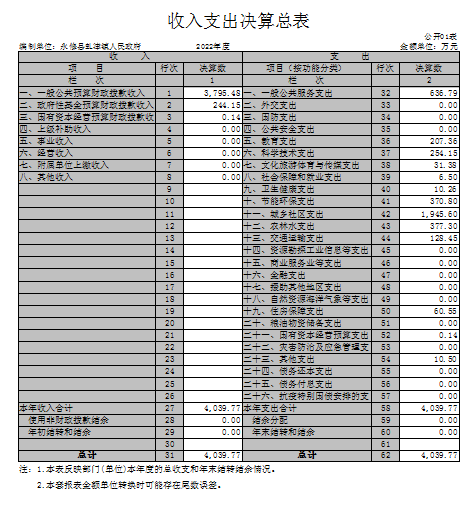 收入支出决算总表
公开01表
编制单位：永修县虬津镇人民政府 2022年度 金额单位：万元
收 入 支 出
项 目 行次 决算数 项目（按功能分类） 行次 决算数
栏 次 1 栏 次 2
一、一般公共预算财政拨款收入 1 3,795.49 一、一般公共服务支出 32 636.79
二、政府性基金预算财政拨款收入 2 244.15 二、外交支出 33 0.00
三、国有资本经营预算财政拨款收 3 0.14 三、国防支出 34 0.00
四、上级补助收入 4 0.00 四、公共安全支出 35 0.00
五、事业收入 5 0.00 五、教育支出 36 207.36
六、经营收入 6 0.00 六、科学技术支出 37 254.15
七、附属单位上缴收入 7 0.00 七、文化旅游体育与传媒支出 38 31.38
八、其他收入 8 0.00 八、社会保障和就业支出 39 6.50
9 九、卫生健康支出 40 10.26
10 十、节能环保支出 41 370.80
11 十一、城乡社区支出 42 1,945.60
12 十二、农林水支出 43 377.30
13 十三、交通运输支出 44 128.45
14 十四、资源勘探工业信息等支出 45 0.00
15 十五、商业服务业等支出 46 0.00
16 十六、金融支出 47 0.00
17 十七、援助其他地区支出 48 0.00
18 十八、自然资源海洋气象等支出 49 0.00
19 十九、住房保障支出 50 60.55
20 二十、粮油物资储备支出 51 0.00
21 二十一、国有资本经营预算支出 52 0.14
22 二十二、灾害防治及应急管理支 53 0.00
23 二十三、其他支出 54 10.50
24 二十四、债务还本支出 55 0.00
25 二十五、债务付息支出 56 0.00
26 二十六、抗疫特别国债安排的支 57 0.00
本年收入合计 27 4,039.77 本年支出合计 58 4,039.77
使用非财政拨款结余 28 0.00 结余分配 59 0.00
年初结转和结余 29 0.00 年末结转和结余 60 0.00
30 61
总计 31 4,039.77 总计 62 4,039.77
注：1.本表反映部门(单位)本年度的总收支和年末结转结余情况。
2.本套报表金额单位转换时可能存在尾数误差。